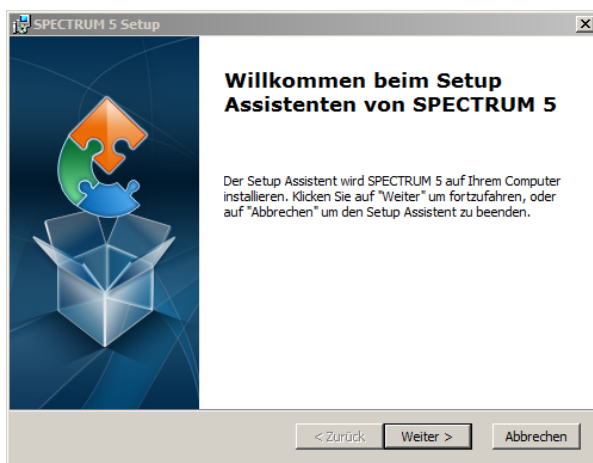 SPECTRUM 5 Setup
Willkommen beim Setup
Assistenten von SPECTRUM 5
Der Setup Assistent wird SPECTRUM 5 auf Ihrem Computer
installieren. Klicken Sie auf "Weiter" um fortzufahren, oder
auf "Abbrechen" um den Setup Assistent zu beenden.
< Zurück Weiter > Abbrechen